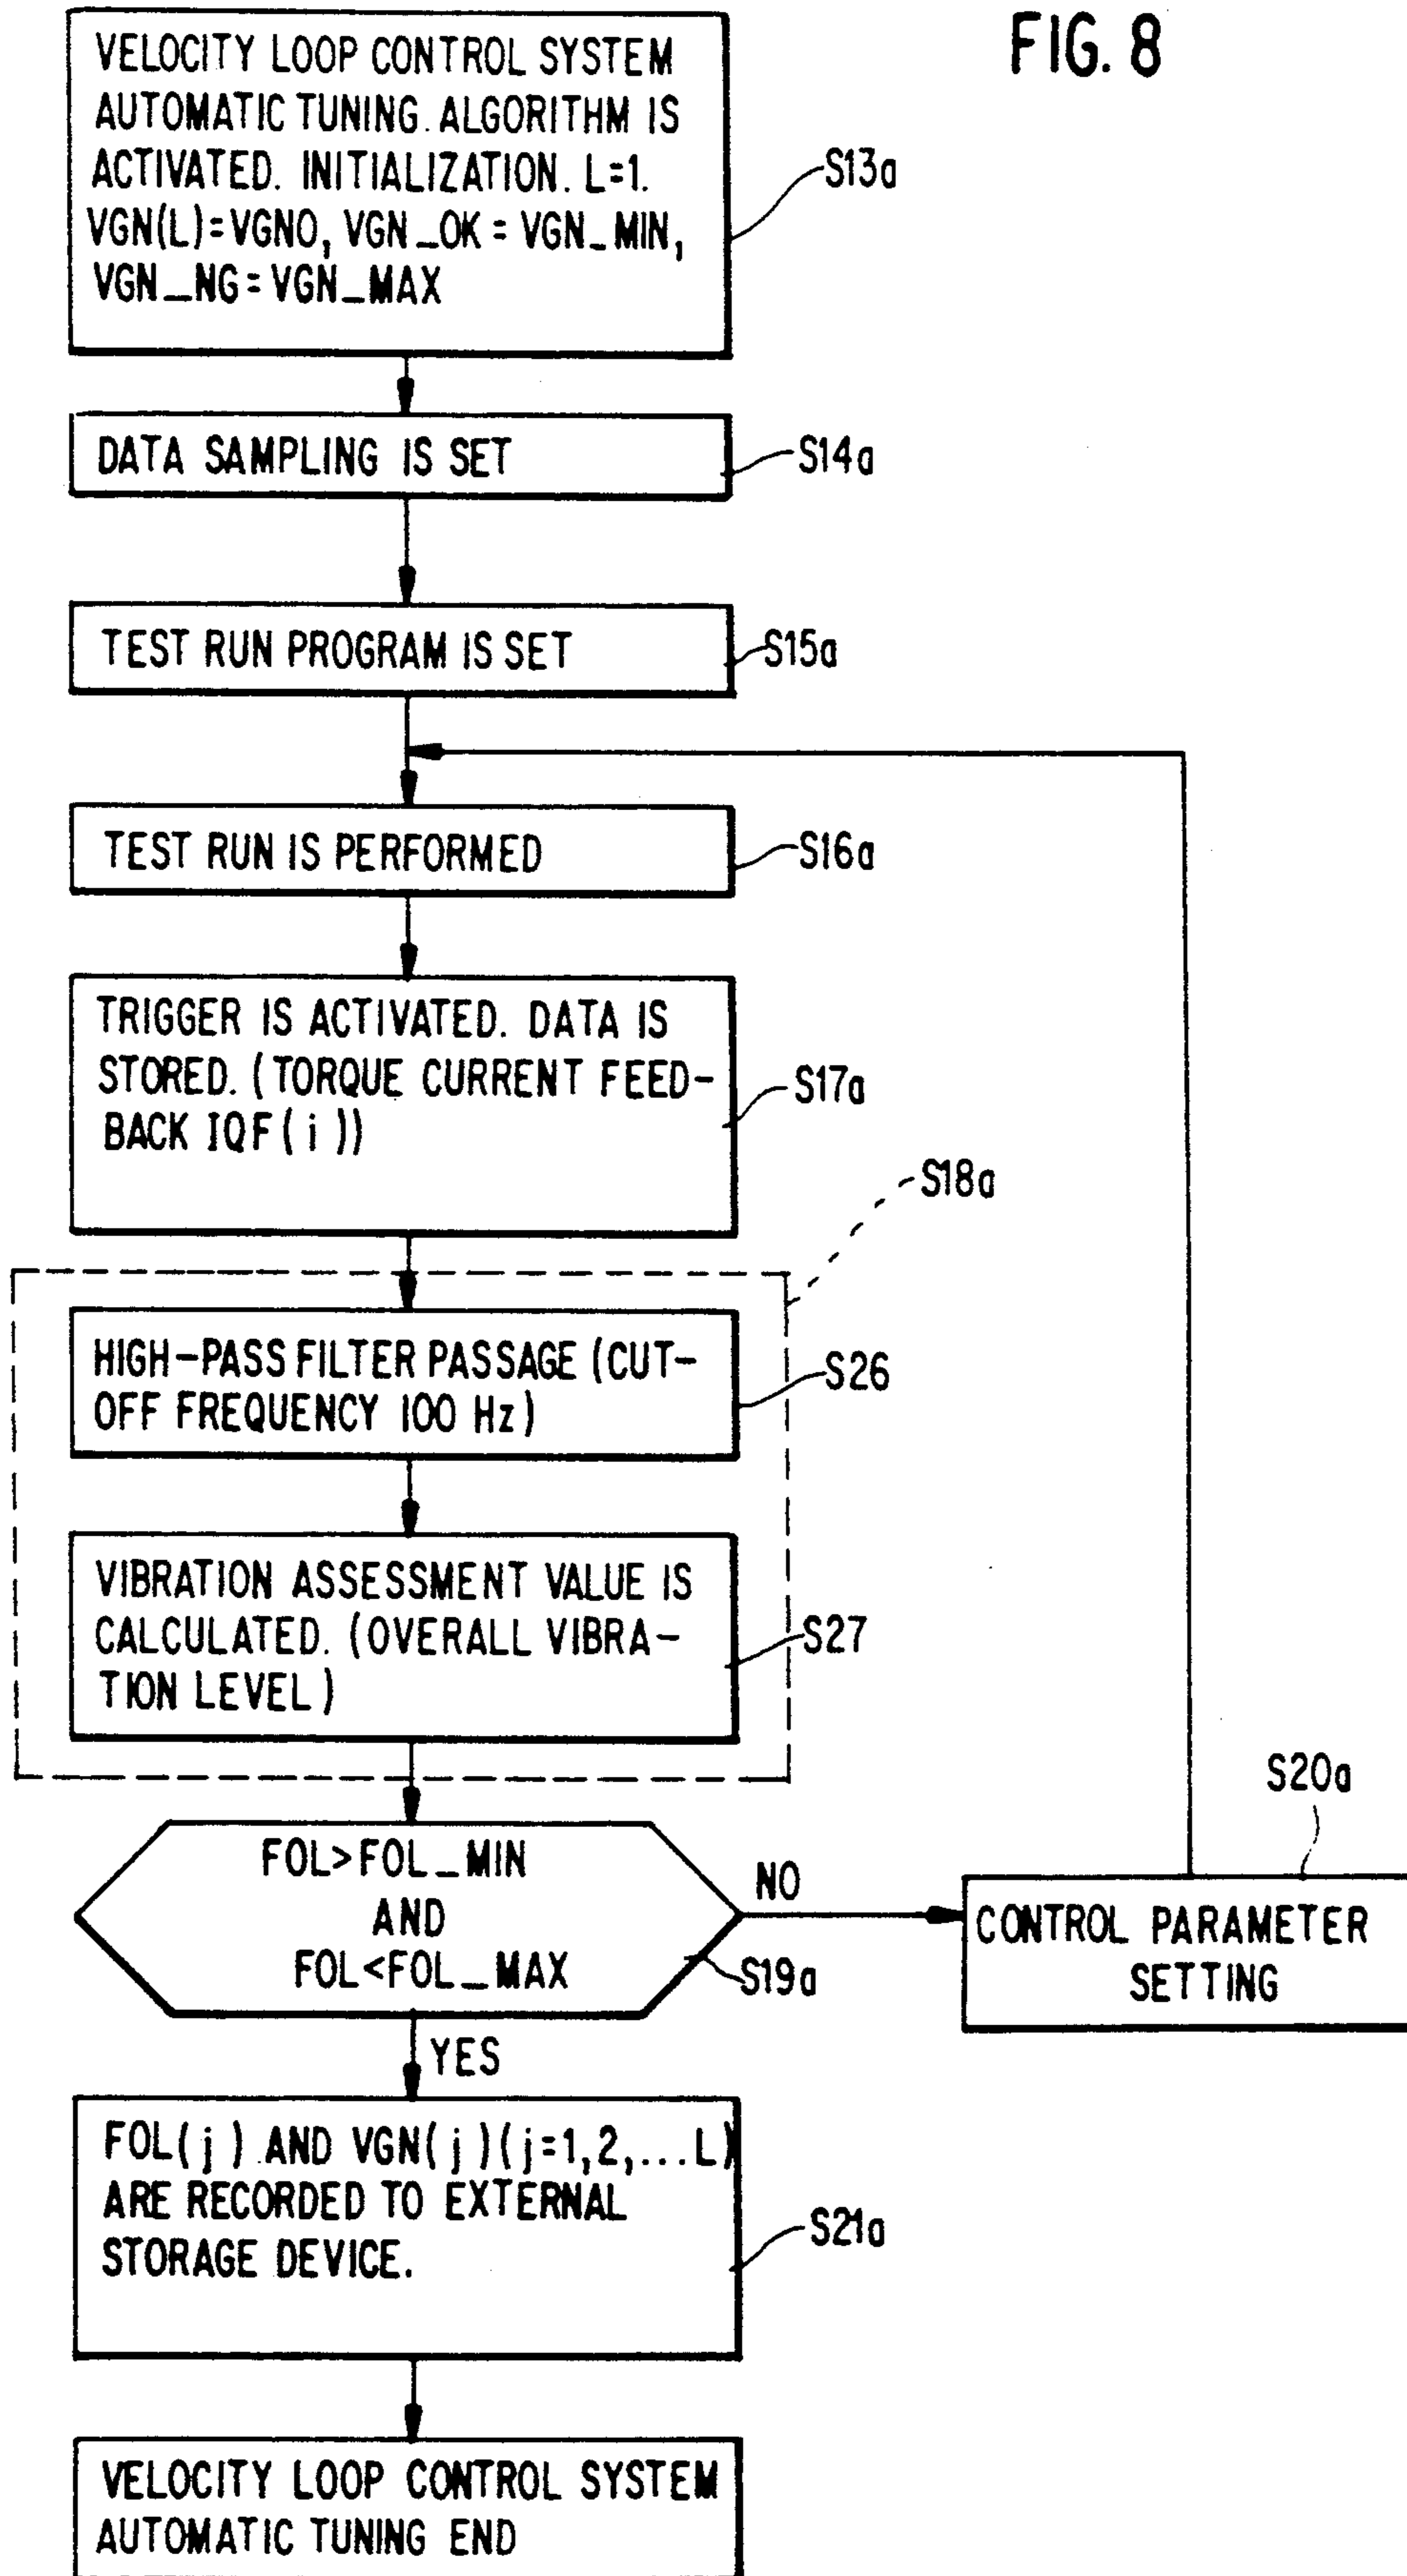 FIG. 8
VELOCITY LOOP CONTROL SYSTEM
AUTOMATIC TUNING. ALGORITHM IS
ACTIVATED. INITIALIZATION. L=1.
VGN(L)=VGNO, VGN_OK = VGN_MIN,
VGN_NG=VGN_MAX
S13a
DATA SAMPLING IS SET
S14a
TEST RUN PROGRAM IS SET
S15a
TEST RUN IS PERFORMED
S16a
TRIGGER IS ACTIVATED. DATA IS
STORED. (TORQUE CURRENT FEED-
BACK IQF(i))
S17a
S18a
HIGH-PASS FILTER PASSAGE (CUT-
OFF FREQUENCY 100 Hz)
S26
VIBRATION ASSESSMENT VALUE IS
CALCULATED. (OVERALL VIBRA-
TION LEVEL)
S27
FOL>FOL_MIN
AND
FOL<FOL_MAX
S19a
NO
S20a
CONTROL PARAMETER
SETTING
YES
FOL(j) AND VGN(j)(j=1,2,...L)
ARE RECORDED TO EXTERNAL
STORAGE DEVICE.
S21a
VELOCITY LOOP CONTROL SYSTEM
AUTOMATIC TUNING END